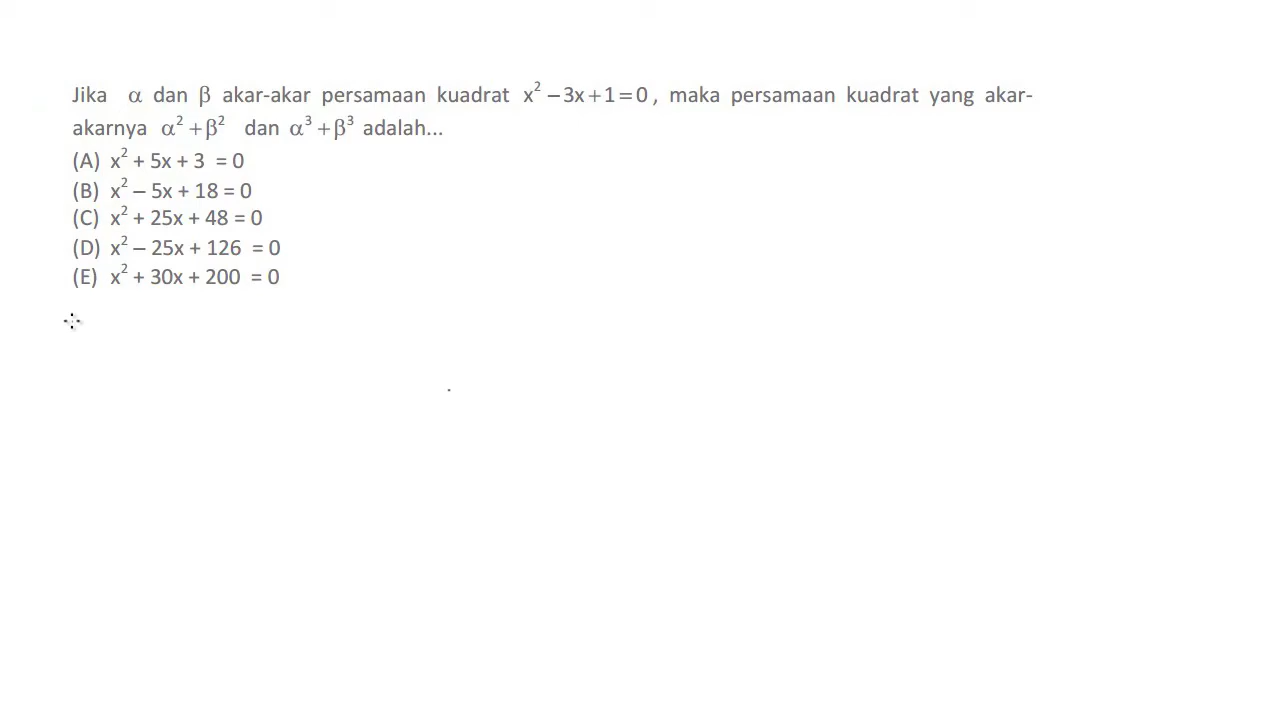 Jika α dan β akar-akar persamaan kuadrat x² − 3x + 1 = 0, maka persamaan kuadrat yang akar-
akarnya α² + β² dan α³ + β³ adalah...
(A) x² + 5x + 3 = 0
(B) x² – 5x + 18 = 0
(C) x² + 25x + 48 = 0
(D) x² – 25x + 126 = 0
(E) x² + 30x + 200 = 0